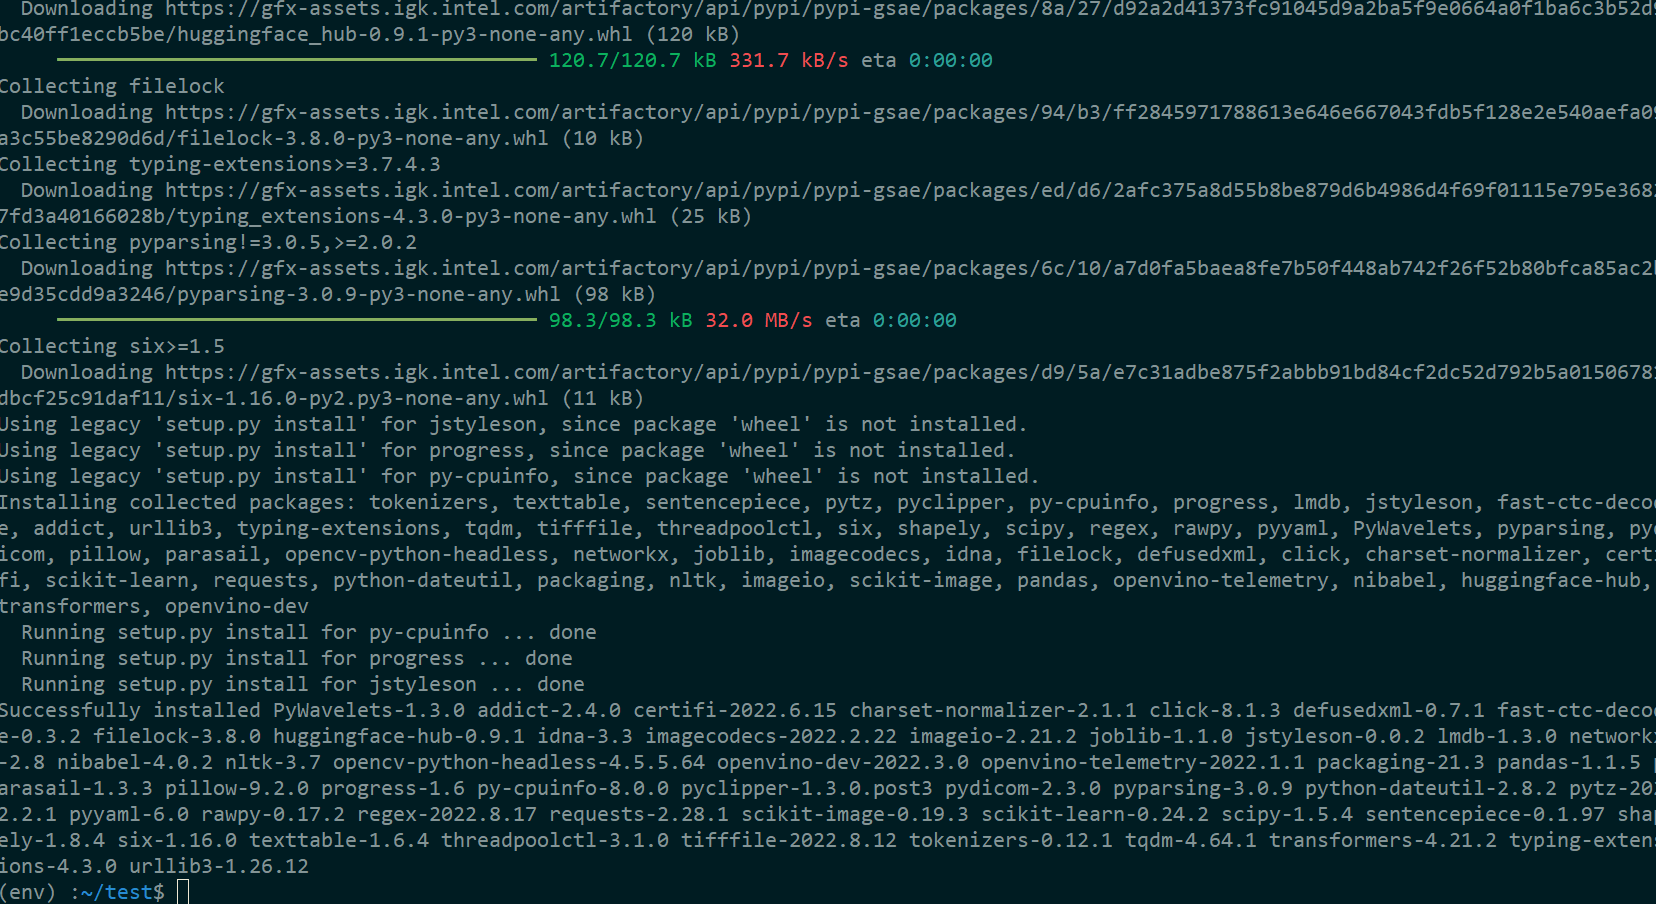 Downloading https://gfx-assets.igk.intel.com/artifactory/api/pypi/pypi-gsae/packages/8a/27/d92a2d41373fc91045d9a2ba5f9e0664a0f1ba6c3b52d9
bc40ff1eccb5be/huggingface_hub-0.9.1-py3-none-any.whl (120 kB)
120.7/120.7 kB 331.7 kB/s eta 0:00:00
Collecting filelock
Downloading https://gfx-assets.igk.intel.com/artifactory/api/pypi/pypi-gsae/packages/94/b3/ff2845971788613e646e667043fdb5f128e2e540aefa09
a3c55be8290d6d/filelock-3.8.0-py3-none-any.whl (10 kB)
Collecting typing-extensions>=3.7.4.3
Downloading https://gfx-assets.igk.intel.com/artifactory/api/pypi/pypi-gsae/packages/ed/d6/2afc375a8d55b8be879d6b4986d4f69f01115e795e3682
7fd3a40166028b/typing_extensions-4.3.0-py3-none-any.whl (25 kB)
Collecting pyparsing!=3.0.5,>=2.0.2
Downloading https://gfx-assets.igk.intel.com/artifactory/api/pypi/pypi-gsae/packages/6c/10/a7d0fa5baea8fe7b50f448ab742f26f52b80bfca85ac2b
e9d35cdd9a3246/pyparsing-3.0.9-py3-none-any.whl (98 kB)
98.3/98.3 kB 32.0 MB/s eta 0:00:00
Collecting six>=1.5
Downloading https://gfx-assets.igk.intel.com/artifactory/api/pypi/pypi-gsae/packages/d9/5a/e7c31adbe875f2abbb91bd84cf2dc52d792b5a01506781
dbcf25c91daf11/six-1.16.0-py2.py3-none-any.whl (11 kB)
Using legacy 'setup.py install' for jstyleson, since package 'wheel' is not installed.
Using legacy 'setup.py install' for progress, since package 'wheel' is not installed.
Using legacy 'setup.py install' for py-cpuinfo, since package 'wheel' is not installed.
Installing collected packages: tokenizers, texttable, sentencepiece, pytz, pyclipper, py-cpuinfo, progress, lmdb, jstyleson, fast-ctc-decod
e, addict, urllib3, typing-extensions, tqdm, tifffile, threadpoolctl, six, shapely, scipy, regex, rawpy, pyyaml, PyWavelets, pyparsing, pyd
icom, pillow, parasail, opencv-python-headless, networkx, joblib, imagecodecs, idna, filelock, defusedxml, click, charset-normalizer, certi
fi, scikit-learn, requests, python-dateutil, packaging, nltk, imageio, scikit-image, pandas, openvino-telemetry, nibabel, huggingface-hub,
transformers, openvino-dev
Running setup.py install for py-cpuinfo ... done
Running setup.py install for progress ... done
Running setup.py install for jstyleson ... done
Successfully installed PyWavelets-1.3.0 addict-2.4.0 certifi-2022.6.15 charset-normalizer-2.1.1 click-8.1.3 defusedxml-0.7.1 fast-ctc-decod
e-0.3.2 filelock-3.8.0 huggingface-hub-0.9.1 idna-3.3 imagecodecs-2022.2.22 imageio-2.21.2 joblib-1.1.0 jstyleson-0.0.2 lmdb-1.3.0 networkx
-2.8 nibabel-4.0.2 nltk-3.7 opencv-python-headless-4.5.5.64 openvino-dev-2022.3.0 openvino-telemetry-2022.1.1 packaging-21.3 pandas-1.1.5 p
arasail-1.3.3 pillow-9.2.0 progress-1.6 py-cpuinfo-8.0.0 pyclipper-1.3.0.post3 pydicom-2.3.0 pyparsing-3.0.9 python-dateutil-2.8.2 pytz-202
2.2.1 pyyaml-6.0 rawpy-0.17.2 regex-2022.8.17 requests-2.28.1 scikit-image-0.19.3 scikit-learn-0.24.2 scipy-1.5.4 sentencepiece-0.1.97 shap
ely-1.8.4 six-1.16.0 texttable-1.6.4 threadpoolctl-3.1.0 tifffile-2022.8.12 tokenizers-0.12.1 tqdm-4.64.1 transformers-4.21.2 typing-extens
ions-4.3.0 urllib3-1.26.12
(env) :~/test$